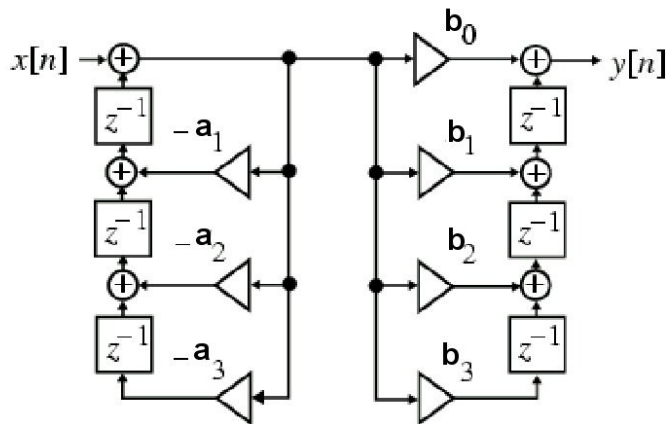 b₀
x[n] + + y[n]
z⁻¹ z⁻¹
−a₁ b₁
+ +
z⁻¹ z⁻¹
−a₂ b₂
+ +
z⁻¹ z⁻¹
−a₃ b₃